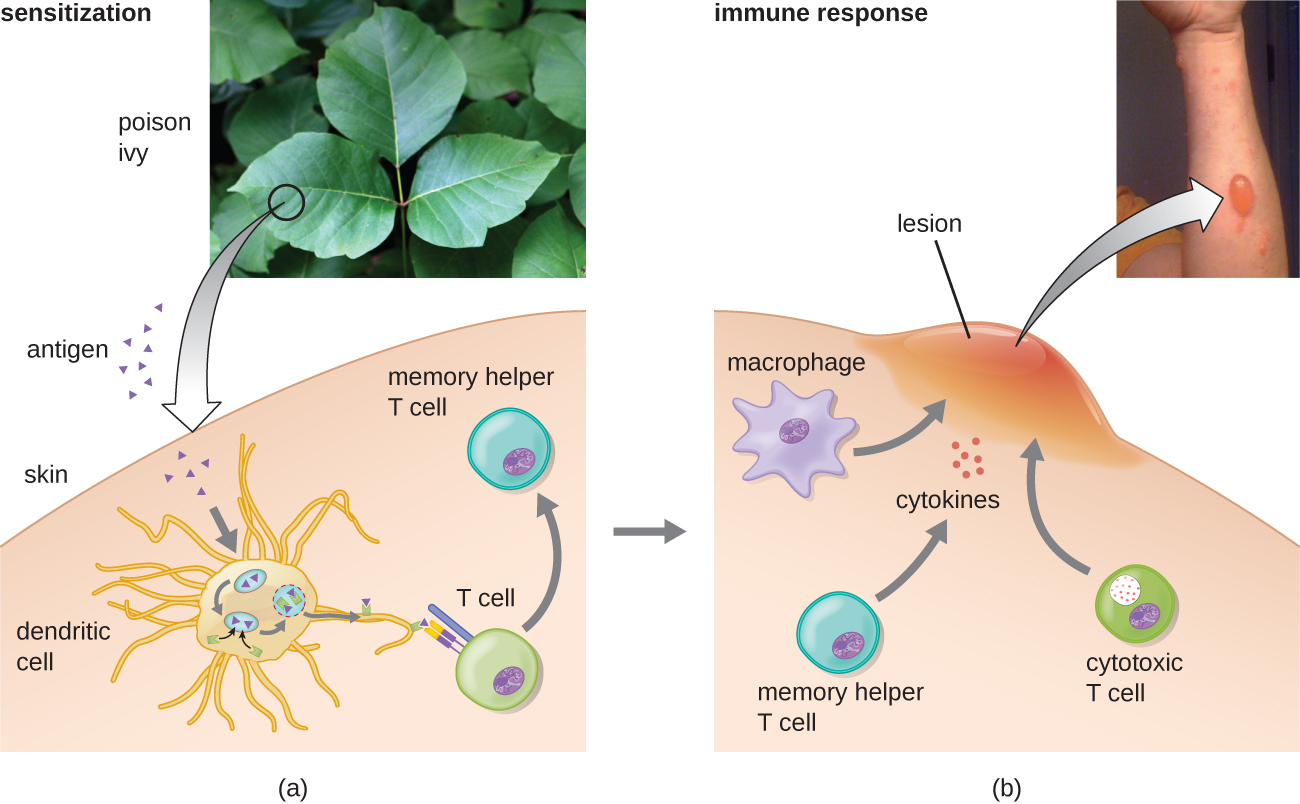 sensitization
poison
ivy
antigen
skin
memory helper
T cell
T cell
dendritic
cell
(a)
immune response
lesion
macrophage
cytokines
memory helper
T cell
cytotoxic
T cell
(b)